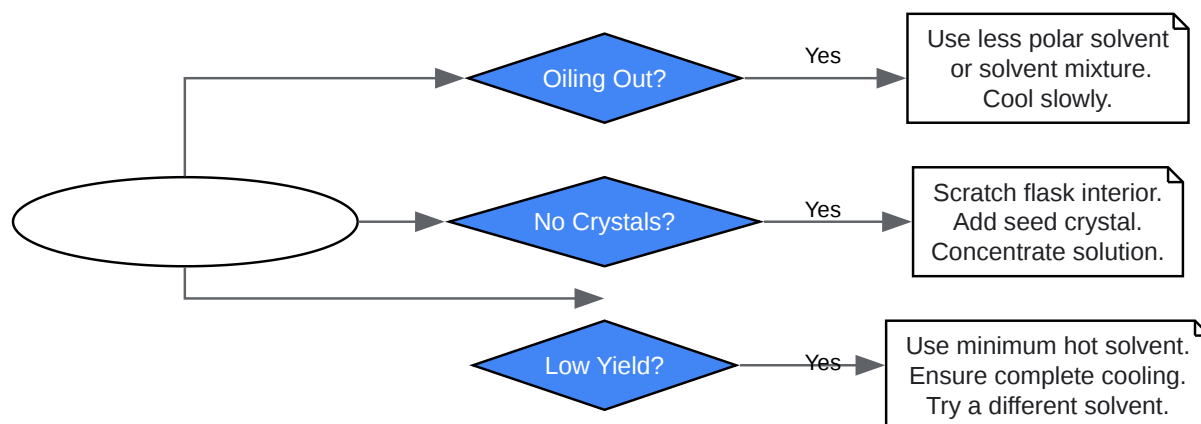 Oiling Out?
Yes
Use less polar solvent
or solvent mixture.
Cool slowly.
No Crystals?
Yes
Scratch flask interior.
Add seed crystal.
Concentrate solution.
Low Yield?
Yes
Use minimum hot solvent.
Ensure complete cooling.
Try a different solvent.